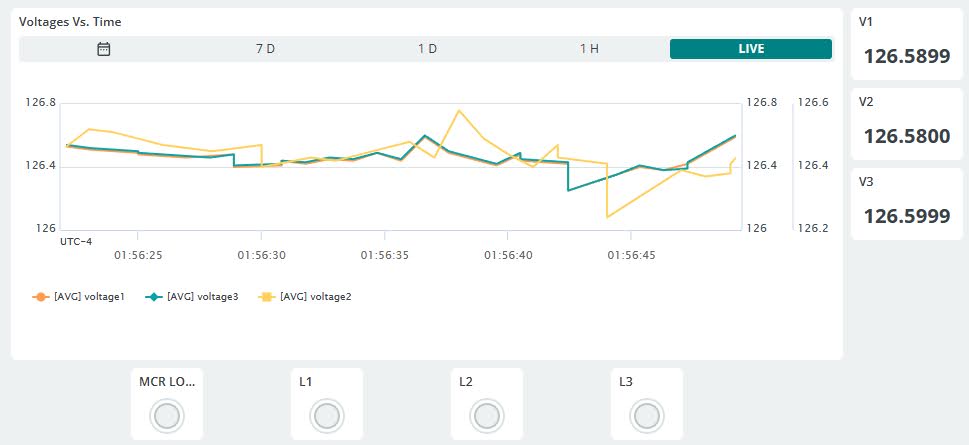 Voltages Vs. Time
7 D 1 D 1 H LIVE
126.8 126.8 126.6
126.4 126.4 126.4
126 126 126.2
UTC-4
01:56:25 01:56:30 01:56:35 01:56:40 01:56:45
[AVG] voltage1 [AVG] voltage3 [AVG] voltage2
V1
126.5899
V2
126.5800
V3
126.5999
MCR LO... L1 L2 L3